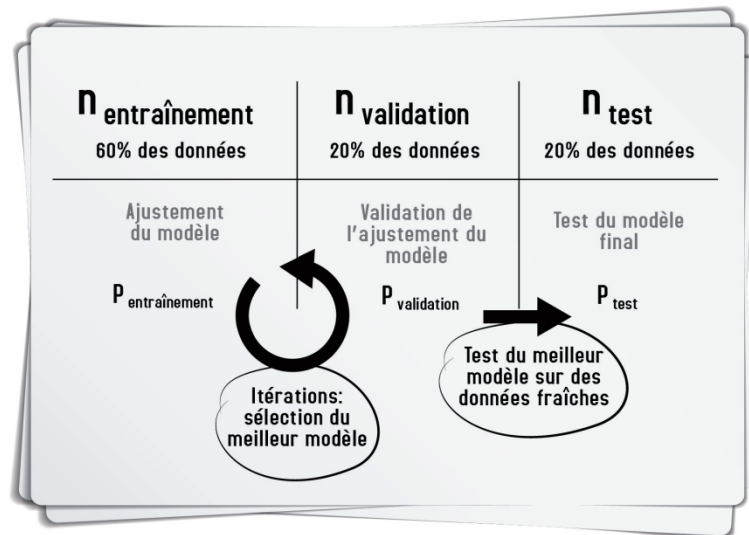 n entraînement
60% des données
n validation
20% des données
n test
20% des données
Ajustement
du modèle
Validation de
l'ajustement du
modèle
Test du modèle
final
P entraînement
P validation
P test
Itérations:
sélection du
meilleur modèle
Test du meilleur
modèle sur des
données fraîches